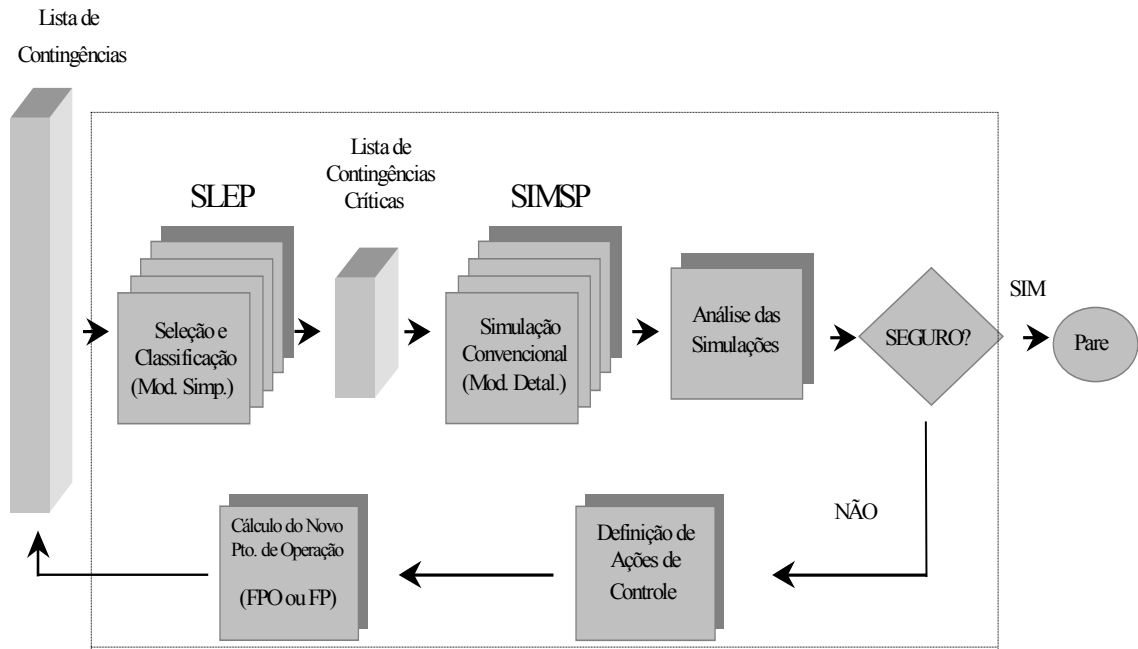 Lista de
Contingências
SLEP
Lista de
Contingências
Críticas
SIMSP
Seleção e
Classificação
(Mod. Simp.)
Simulação
Convencional
(Mod. Detal.)
Análise das
Simulações
SEGURO?
SIM
Pare
NÃO
Definição de
Ações de
Controle
Cálculo do Novo
Pto. de Operação
(FPO ou FP)